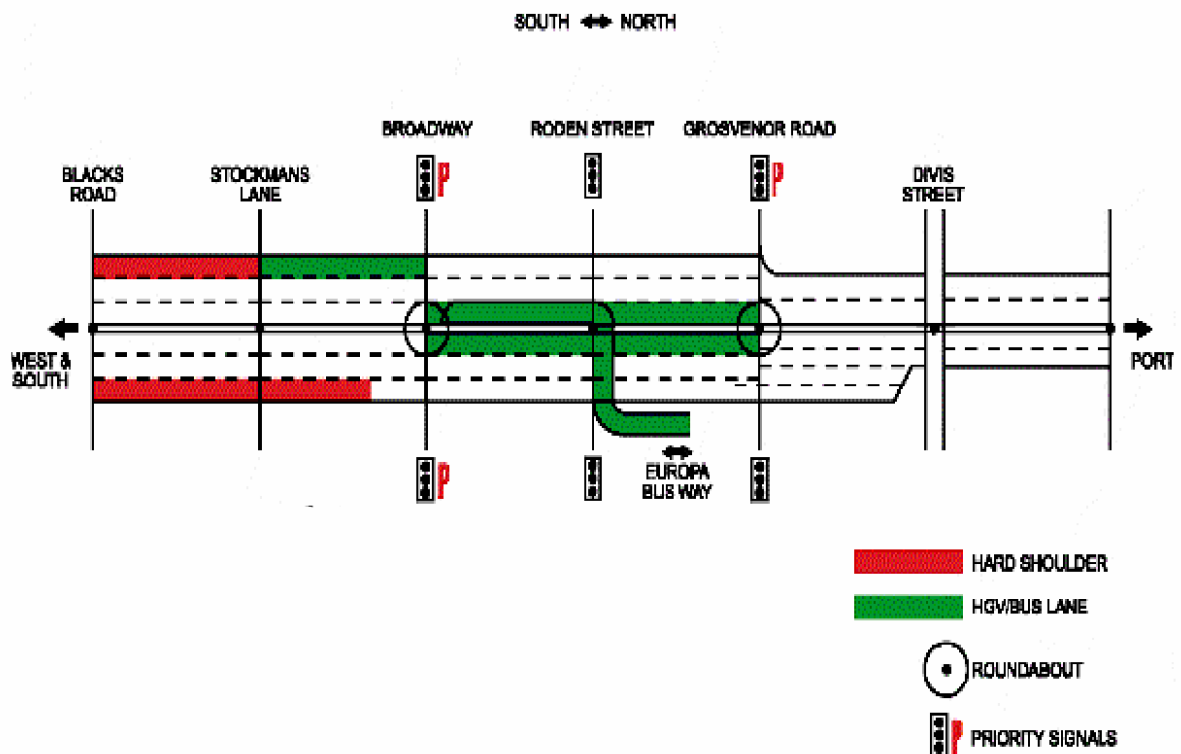 SOUTH ⇔ NORTH
BROADWAY
RODEN STREET
GROSVENOR ROAD
BLACKS
ROAD
STOCKMANS
LANE
DIVIS
STREET
P
P
WEST &
SOUTH
PORT
P
EUROPA
BUS WAY
HARD SHOULDER
HGV/BUS LANE
ROUNDABOUT
P PRIORITY SIGNALS